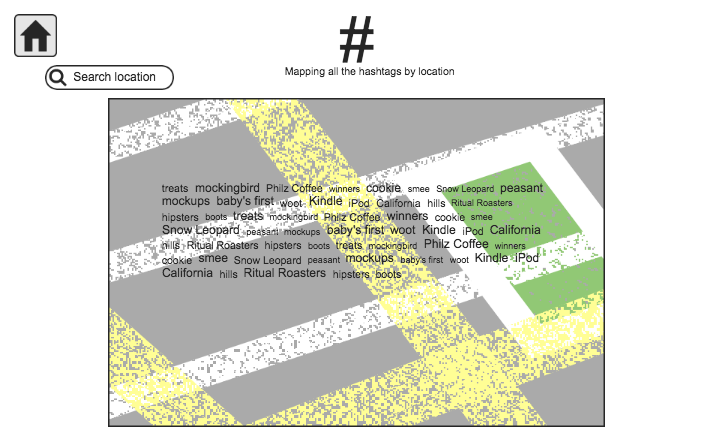 #
Mapping all the hashtags by location
Search location
treats mockingbird Philz Coffee winners cookie smee Snow Leopard peasant
mockups baby's first woot Kindle iPod California hills Ritual Roasters
hipsters boots treats mockingbird Philz Coffee winners cookie smee
Snow Leopard peasant mockups baby's first woot Kindle iPod California
hills Ritual Roasters hipsters boots treats mockingbird Philz Coffee winners
cookie smee Snow Leopard peasant mockups baby's first woot Kindle iPod
California hills Ritual Roasters hipsters boots